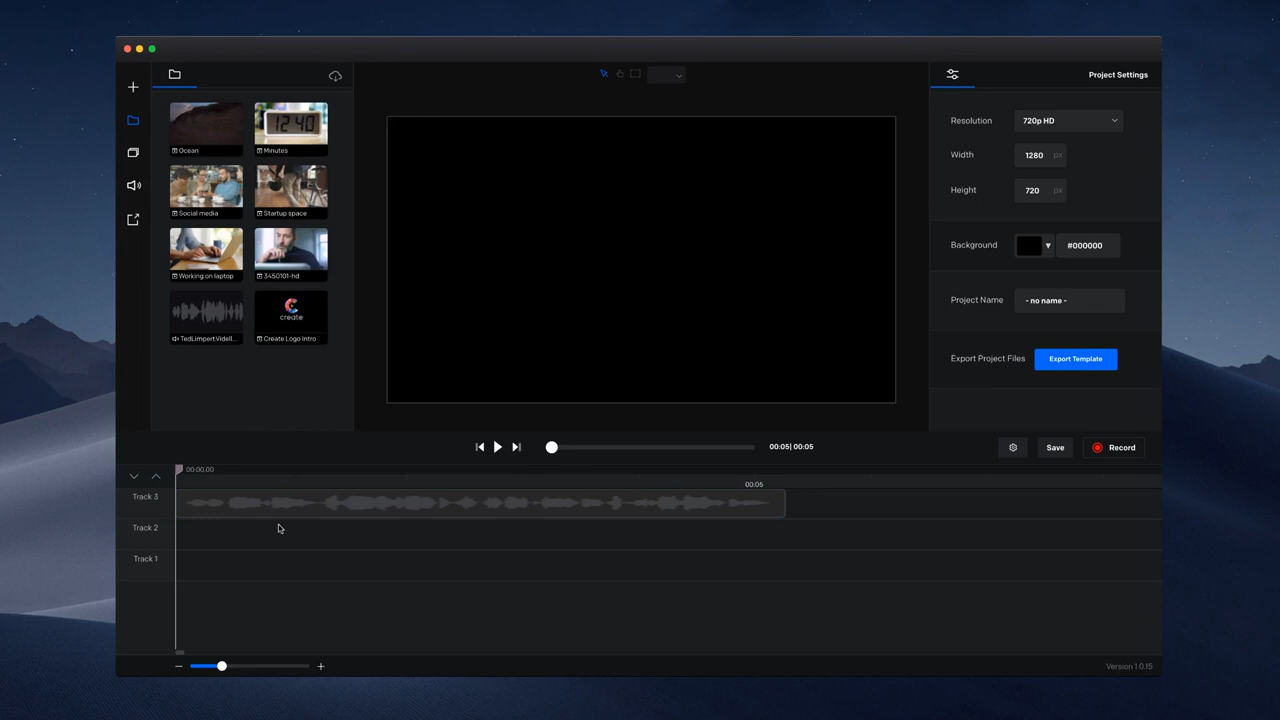 Project Settings
Ocean
12:40
Minutes
Resolution
720p HD
Width
1280 px
Social media
Startup space
Height
720 px
Working on laptop
3450101-hd
Background
#000000
create
TedLimpert.Videll...
Create Logo Intro
Project Name
- no name -
Export Project Files
Export Template
00:05| 00:05
Save
Record
00:00.00
00:05
Track 3
Track 2
Track 1
Version 1.0.15